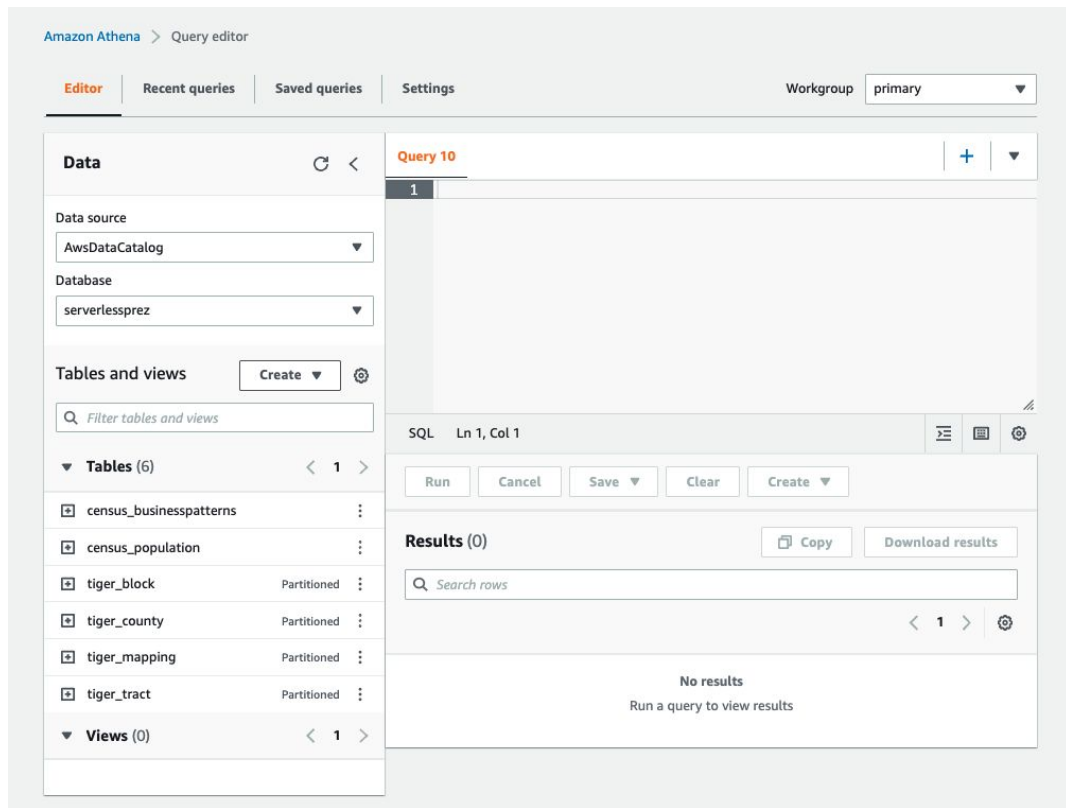 Amazon Athena > Query editor
Editor Recent queries Saved queries Settings Workgroup primary
Data
Data source
AwsDataCatalog
Database
serverlessprez
Tables and views Create
Filter tables and views
Tables (6) < 1 >
census_businesspatterns
census_population
tiger_block Partitioned
tiger_county Partitioned
tiger_mapping Partitioned
tiger_tract Partitioned
Views (0) < 1 >
Query 10
1
SQL Ln 1, Col 1
Run Cancel Save Clear Create
Results (0) Copy Download results
Search rows
< 1 >
No results
Run a query to view results